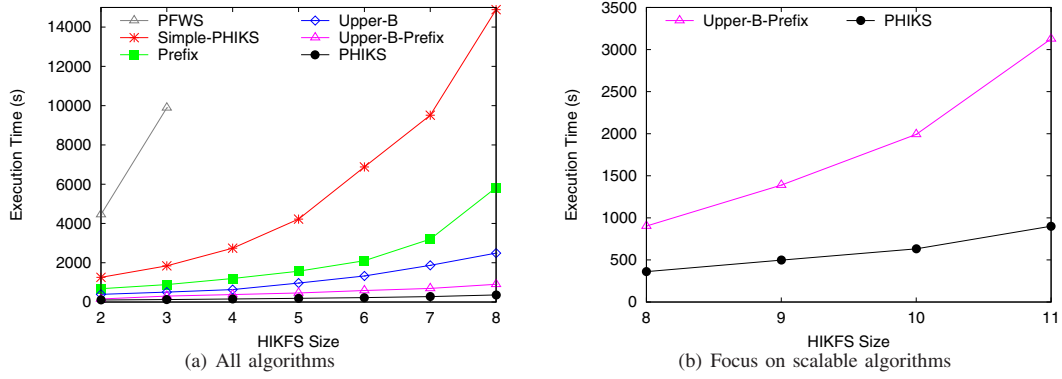 PFWS
Simple-PHIKS
Prefix
Upper-B
Upper-B-Prefix
PHIKS
14000
12000
10000
8000
6000
4000
2000
0
Execution Time (s)
2 3 4 5 6 7 8
HIKFS Size
(a) All algorithms
Upper-B-Prefix
PHIKS
3500
3000
2500
2000
1500
1000
500
0
Execution Time (s)
8 9 10 11
HIKFS Size
(b) Focus on scalable algorithms